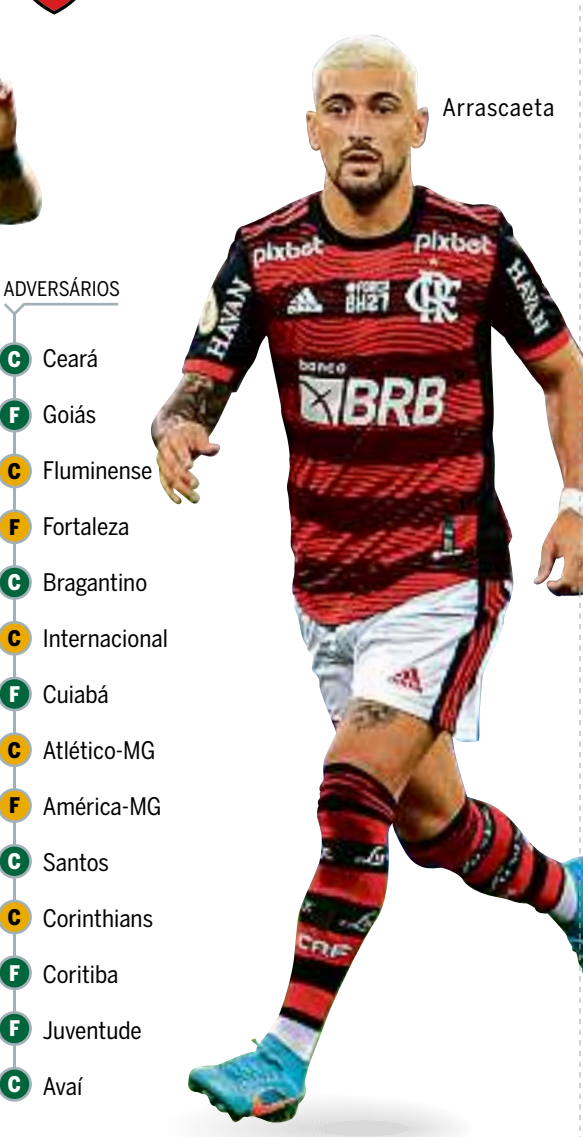 Arrascaeta
pixbet pixbet
HAVAN HAVAN
banco
BRB
CRF
ADVERSÁRIOS
C Ceará
F Goiás
C Fluminense
F Fortaleza
C Bragantino
C Internacional
F Cuiabá
C Atlético-MG
F América-MG
C Santos
C Corinthians
F Coritiba
F Juventude
C Avaí